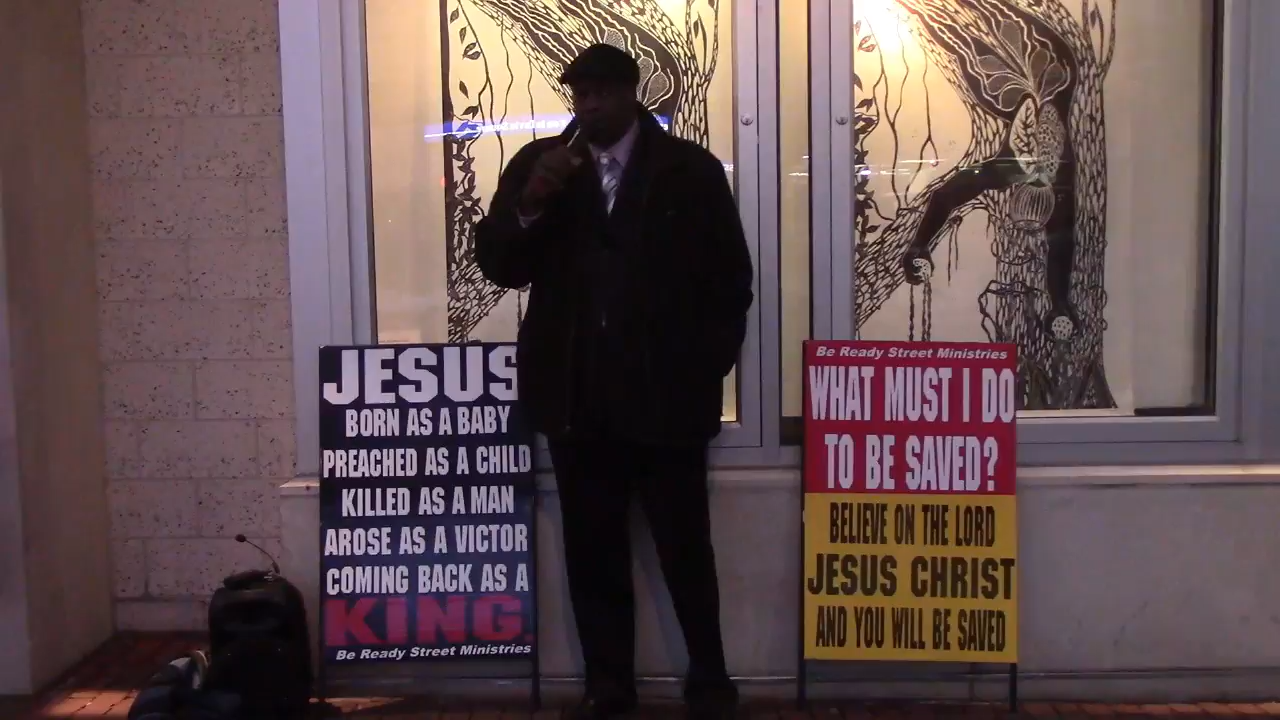 JESUS
BORN AS A BABY
PREACHED AS A CHILD
KILLED AS A MAN
AROSE AS A VICTOR
COMING BACK AS A
KING.
Be Ready Street Ministries
Be Ready Street Ministries
WHAT MUST I DO
TO BE SAVED?
BELIEVE ON THE LORD
JESUS CHRIST
AND YOU WILL BE SAVED